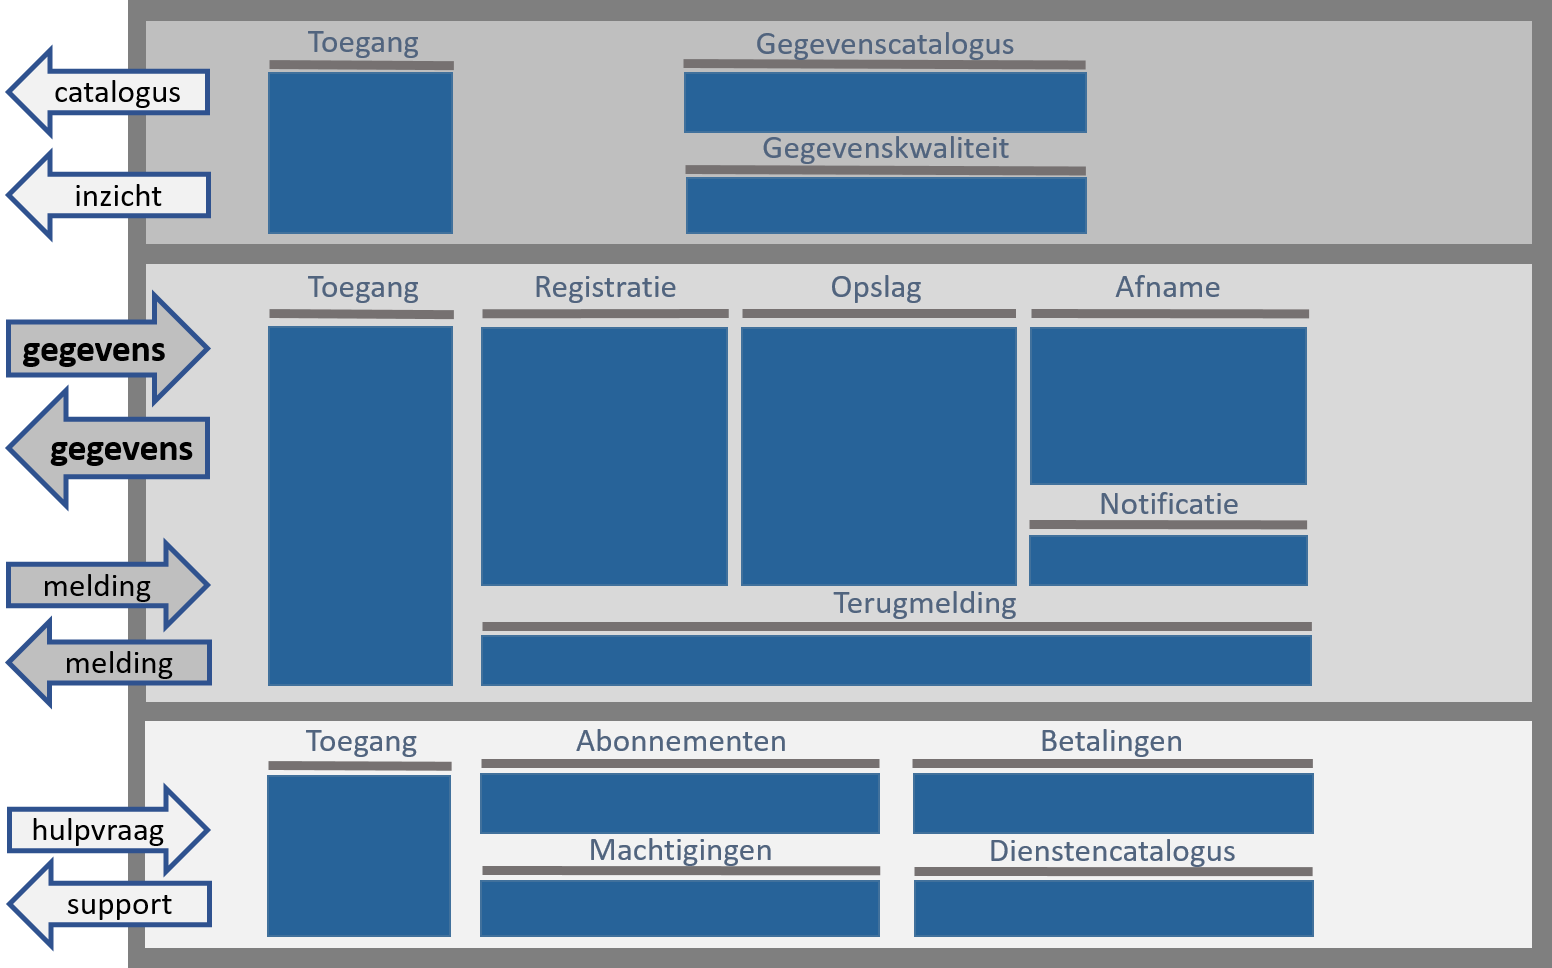 Toegang
Gegevenscatalogus
catalogus
Gegevenskwaliteit
inzicht
Toegang
Registratie
Opslag
Afname
gegevens
gegevens
Notificatie
melding
Terugmelding
melding
Toegang
Abonnementen
Betalingen
hulpvraag
Machtigingen
Dienstencatalogus
support